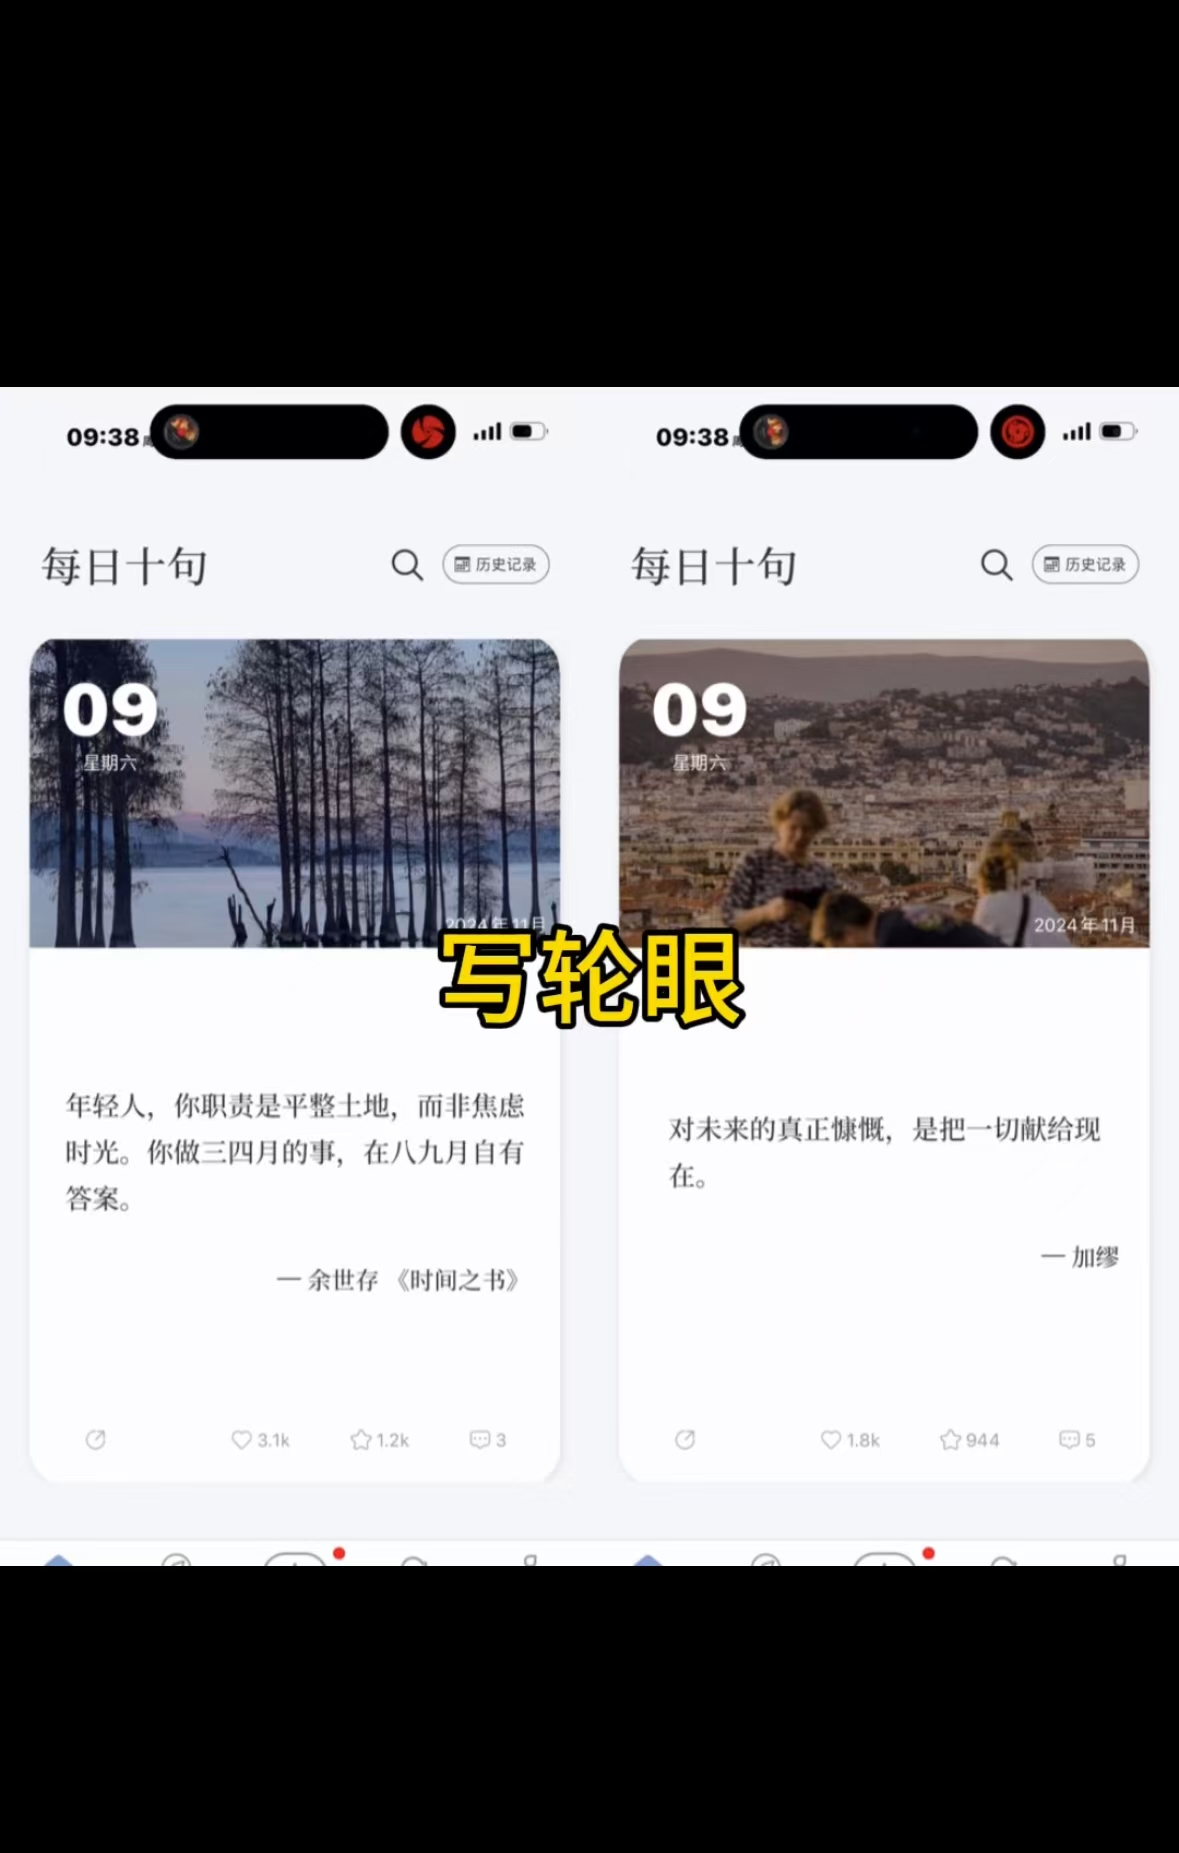 09:38
每日十句
历史记录
09
星期六
2024年11月
年轻人，你职责是平整土地，而非焦虑
时光。你做三四月的事，在八九月自有
答案。
— 余世存 《时间之书》
3.1k
1.2k
3
09:38
每日十句
历史记录
09
星期六
2024年11月
对未来的真正慷慨，是把一切献给现
在。
— 加缪
1.8k
944
5
写轮眼